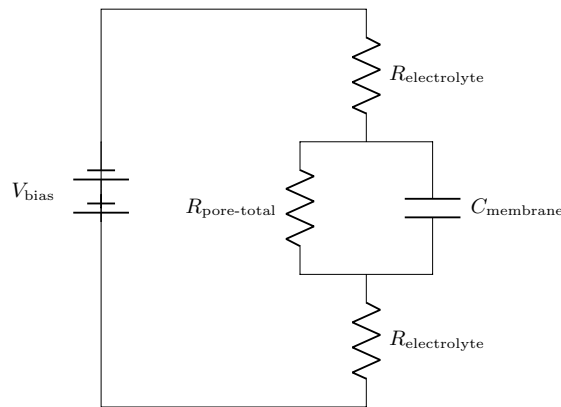 R_electrolyte
V_bias
R_pore-total
C_membrane
R_electrolyte